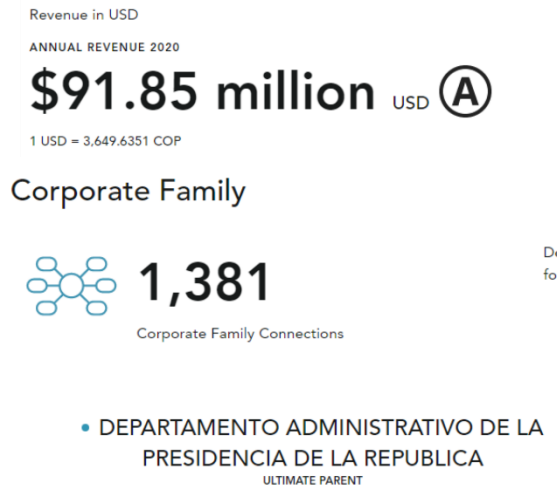 Revenue in USD
ANNUAL REVENUE 2020
$91.85 million USD A
1 USD = 3,649.6351 COP
Corporate Family
1,381
Corporate Family Connections
• DEPARTAMENTO ADMINISTRATIVO DE LA
PRESIDENCIA DE LA REPUBLICA
ULTIMATE PARENT